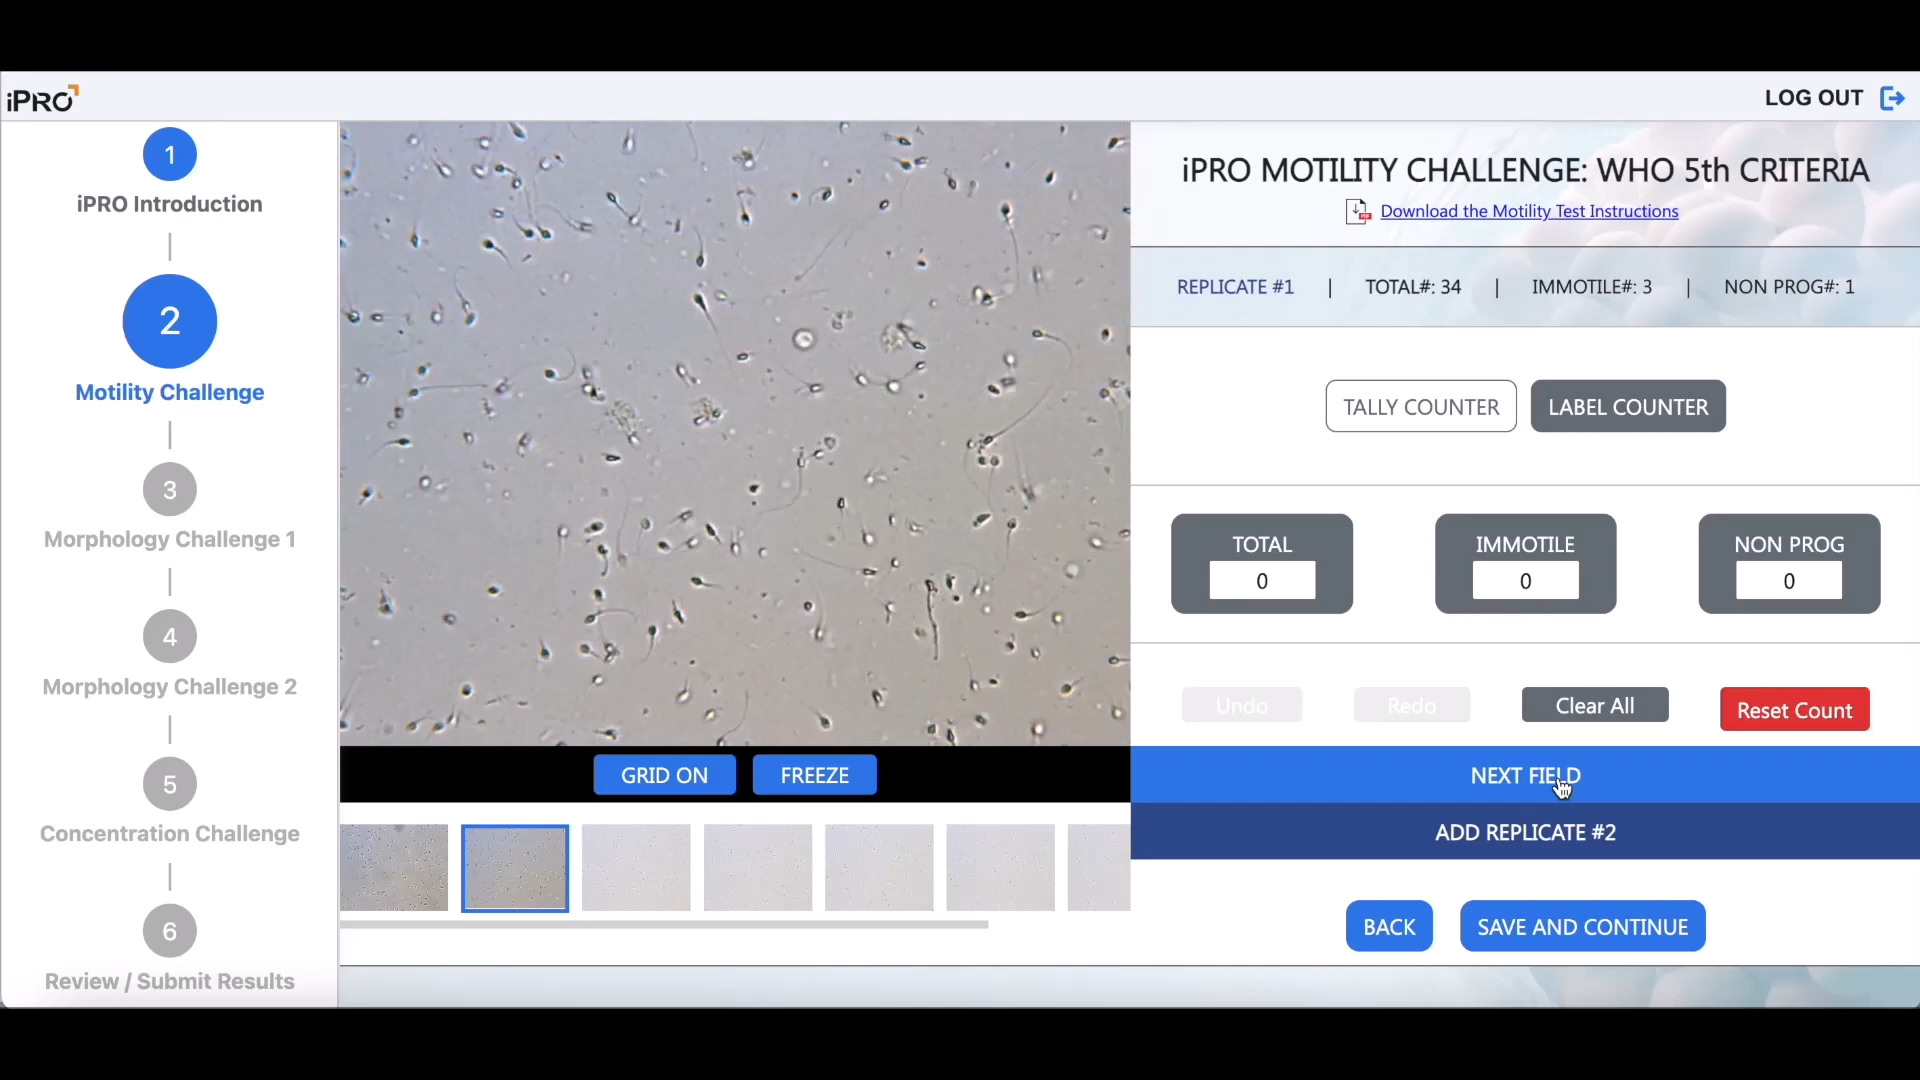 iPRO
LOG OUT
1
iPRO Introduction
2
Motility Challenge
3
Morphology Challenge 1
4
Morphology Challenge 2
5
Concentration Challenge
6
Review / Submit Results
GRID ON
FREEZE
iPRO MOTILITY CHALLENGE: WHO 5th CRITERIA
Download the Motility Test Instructions
REPLICATE #1 | TOTAL#: 34 | IMMOTILE#: 3 | NON PROG#: 1
TALLY COUNTER
LABEL COUNTER
TOTAL
0
IMMOTILE
0
NON PROG
0
Undo
Redo
Clear All
Reset Count
NEXT FIELD
ADD REPLICATE #2
BACK
SAVE AND CONTINUE